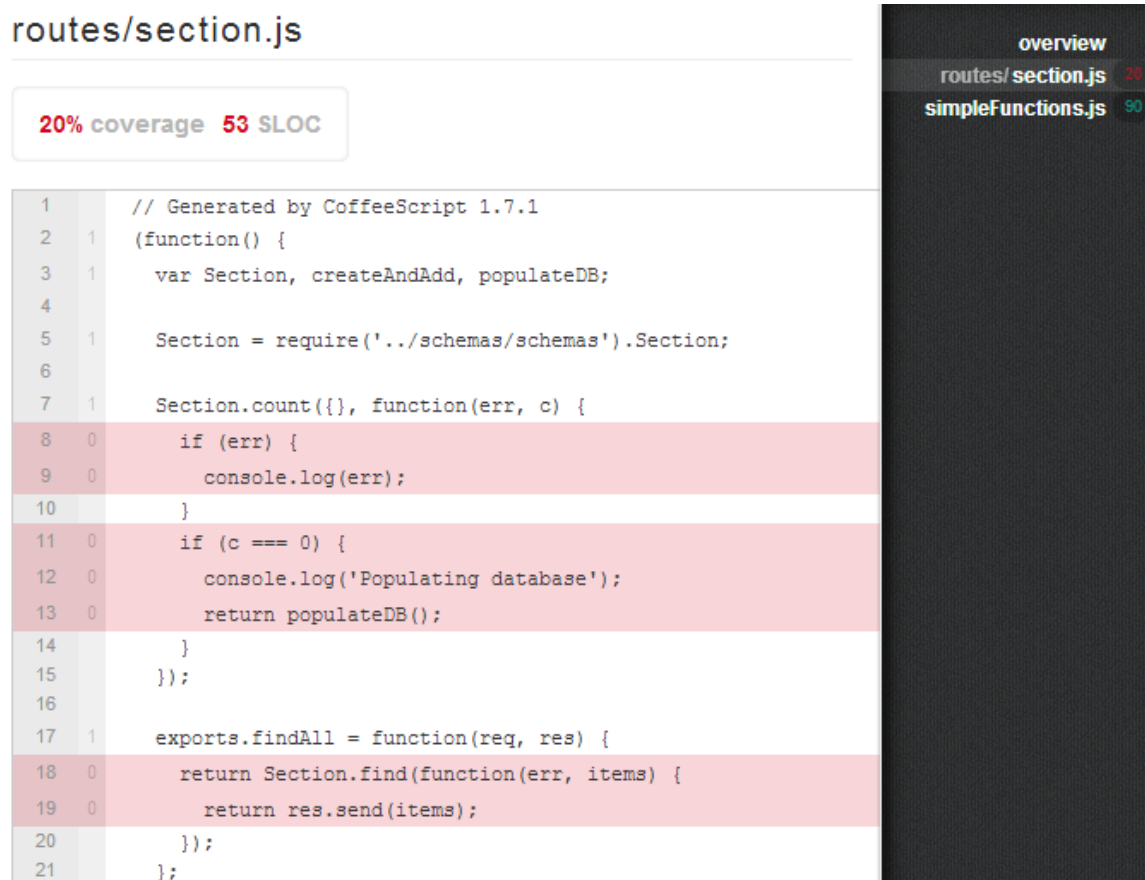 routes/section.js
20% coverage 53 SLOC
1 // Generated by CoffeeScript 1.7.1
2 1 (function() {
3 1 var Section, createAndAdd, populateDB;
4
5 1 Section = require('../schemas/schemas').Section;
6
7 1 Section.count({}, function(err, c) {
8 0 if (err) {
9 0 console.log(err);
10 }
11 0 if (c === 0) {
12 0 console.log('Populating database');
13 0 return populateDB();
14 }
15 });
16
17 1 exports.findAll = function(req, res) {
18 0 return Section.find(function(err, items) {
19 0 return res.send(items);
20 });
21 };
overview
routes/ section.js 20
simpleFunctions.js 90